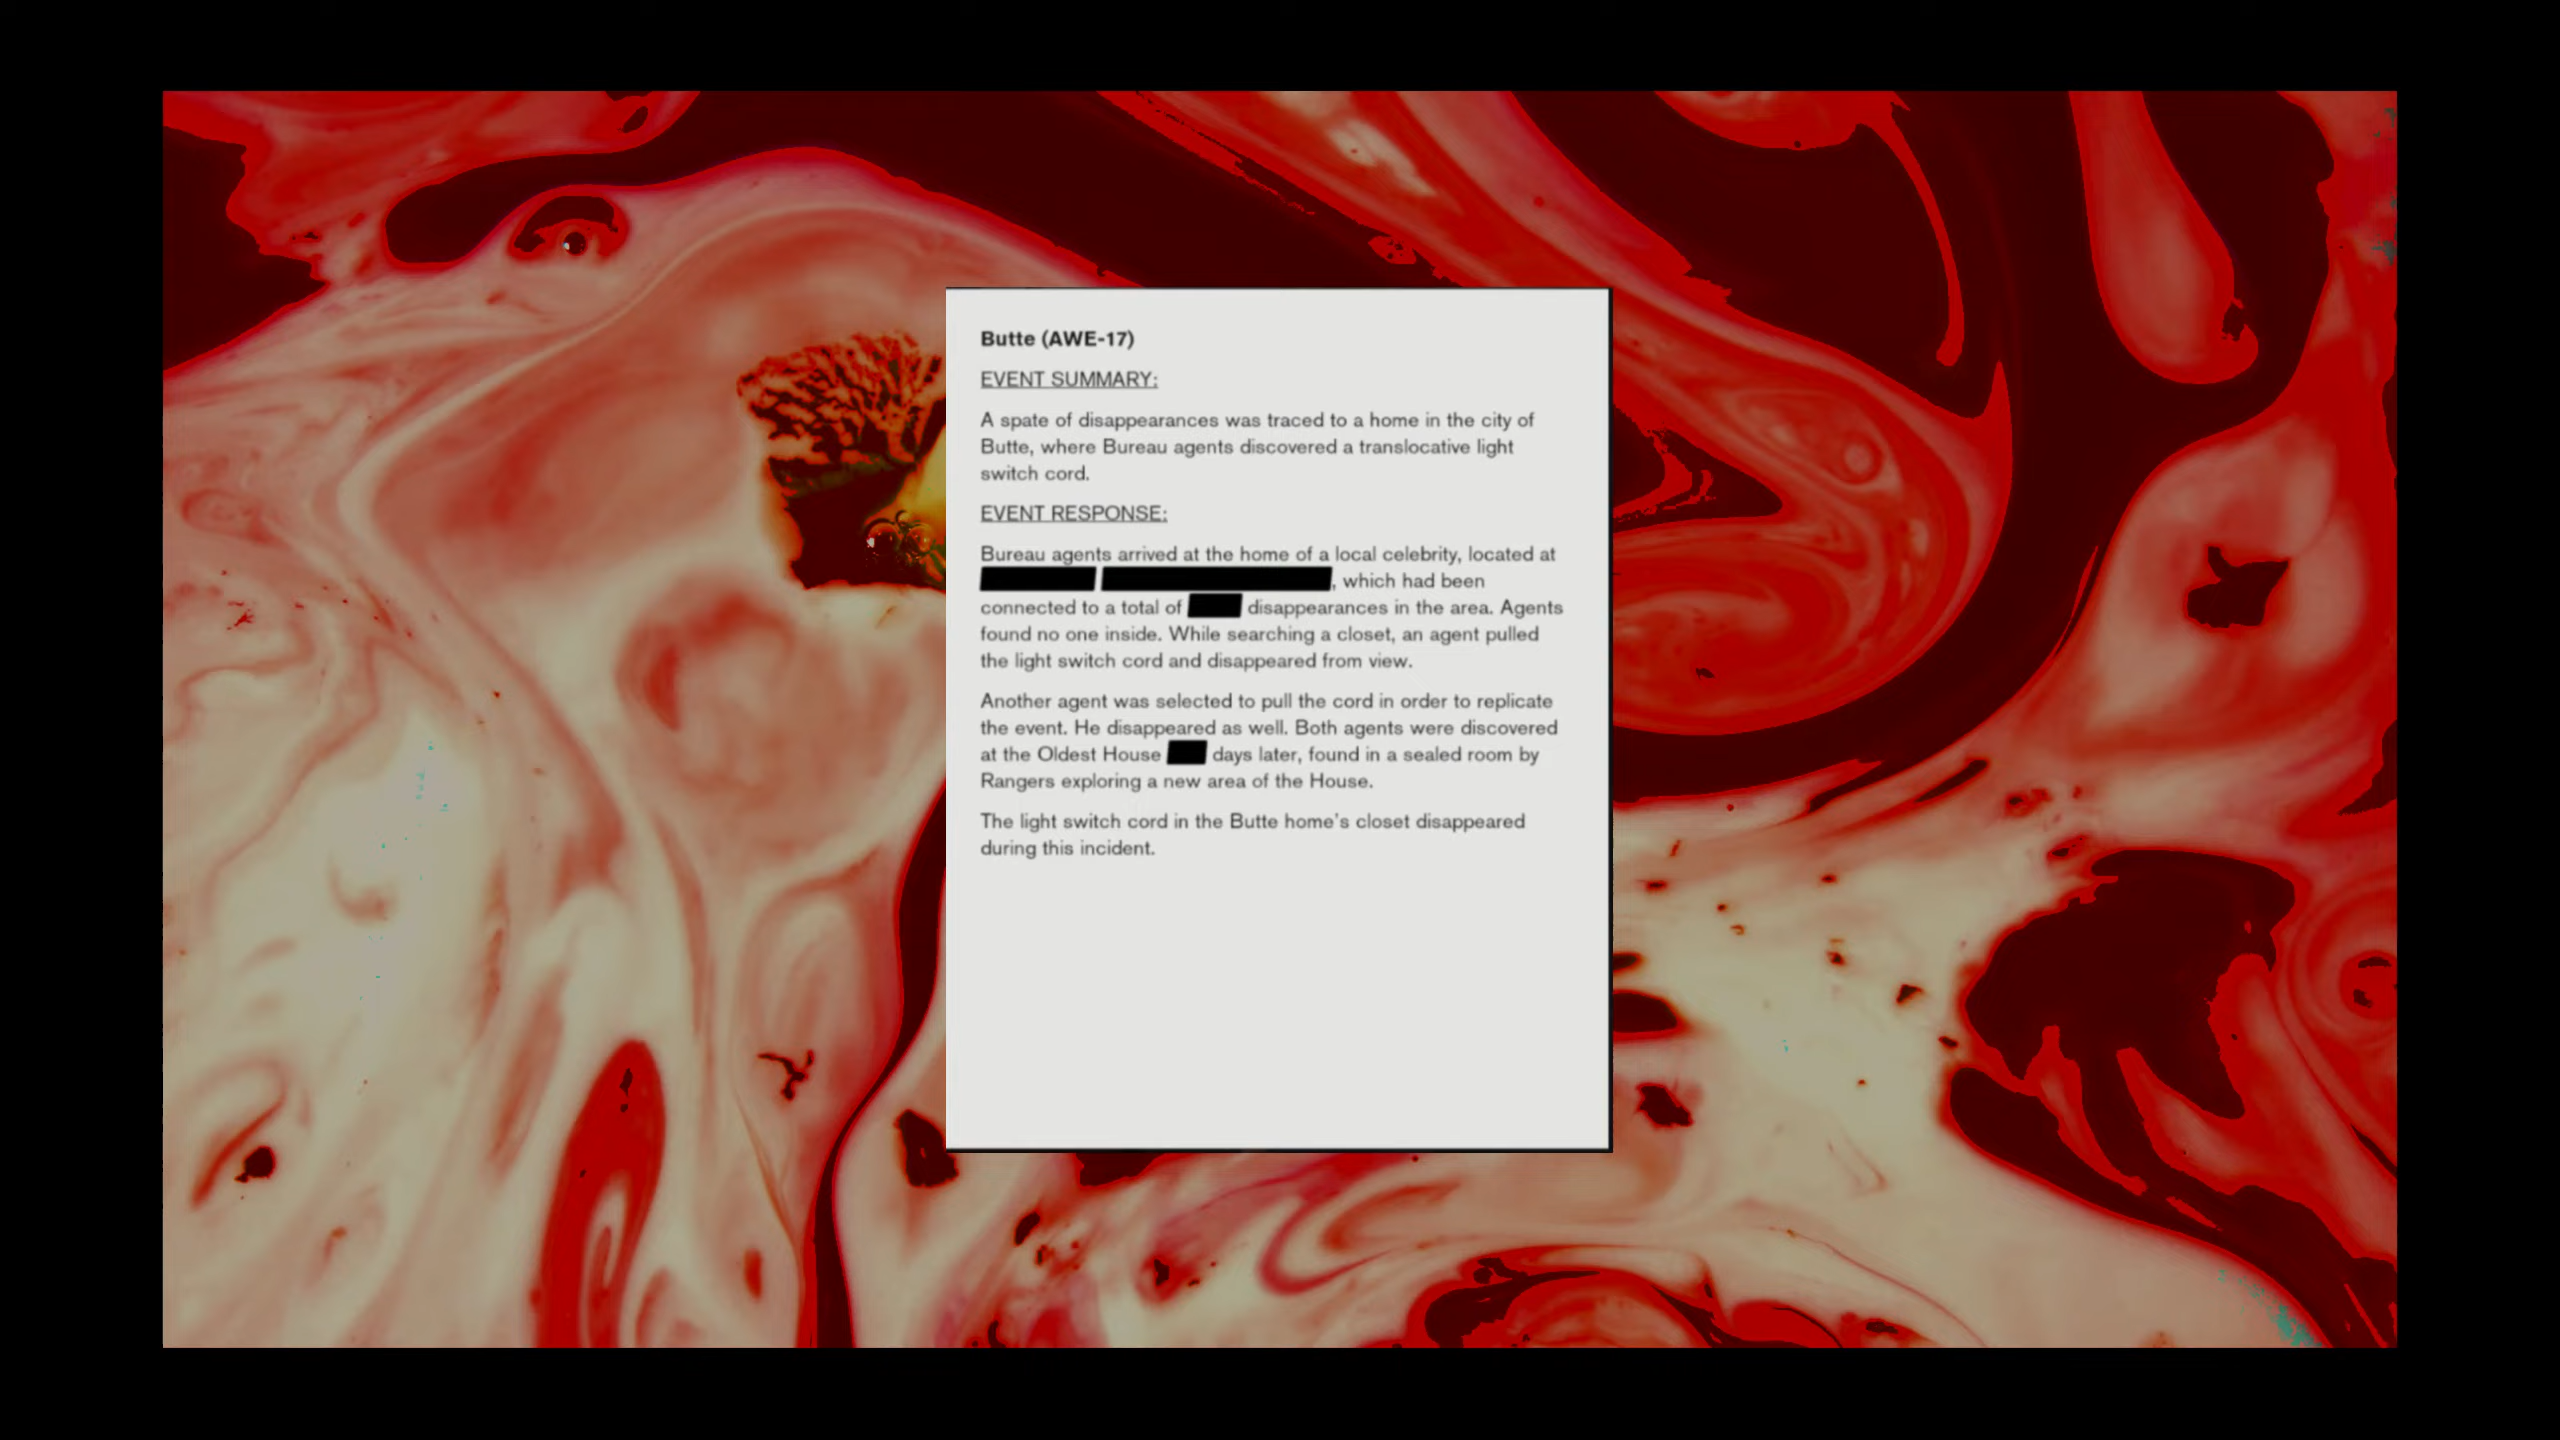 Butte (AWE-17)
EVENT SUMMARY:
A spate of disappearances was traced to a home in the city of
Butte, where Bureau agents discovered a translocative light
switch cord.
EVENT RESPONSE:
Bureau agents arrived at the home of a local celebrity, located at
, which had been
connected to a total of disappearances in the area. Agents
found no one inside. While searching a closet, an agent pulled
the light switch cord and disappeared from view.
Another agent was selected to pull the cord in order to replicate
the event. He disappeared as well. Both agents were discovered
at the Oldest House days later, found in a sealed room by
Rangers exploring a new area of the House.
The light switch cord in the Butte home's closet disappeared
during this incident.